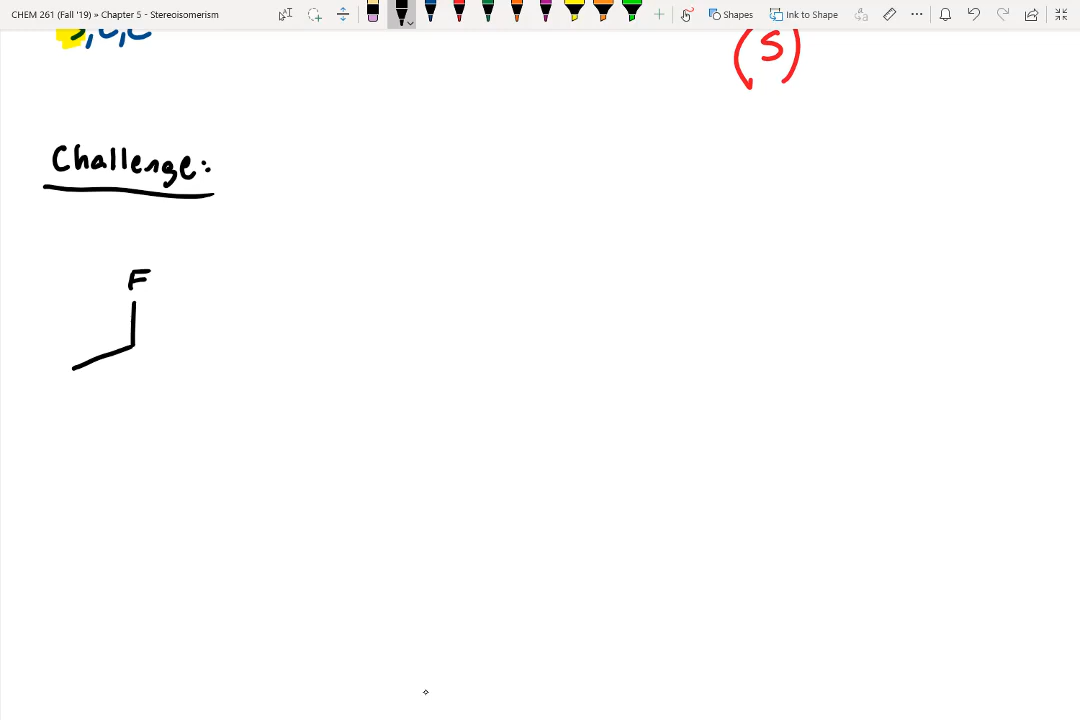 CHEM 261 (Fall '19) » Chapter 5 - Stereoisomerism
Shapes
Ink to Shape
(S)
Challenge:
F